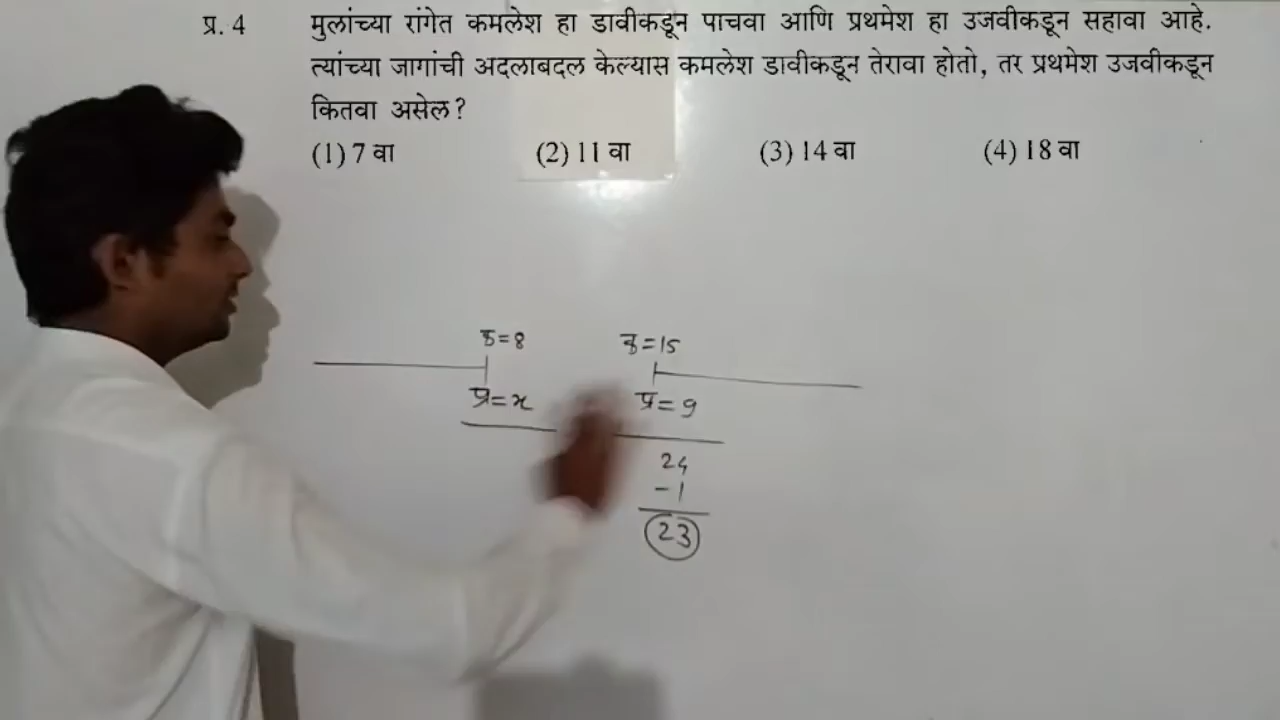 प्र. 4 मुलांच्या रांगेत कमलेश हा डावीकडून पाचवा आणि प्रथमेश हा उजवीकडून सहावा आहे.
त्यांच्या जागांची अदलाबदल केल्यास कमलेश डावीकडून तेरावा होतो, तर प्रथमेश उजवीकडून
कितवा असेल?
(1) 7 वा (2) 11 वा (3) 14 वा (4) 18 वा
=8 =15
प्र=x प्र=9
24
-1
23